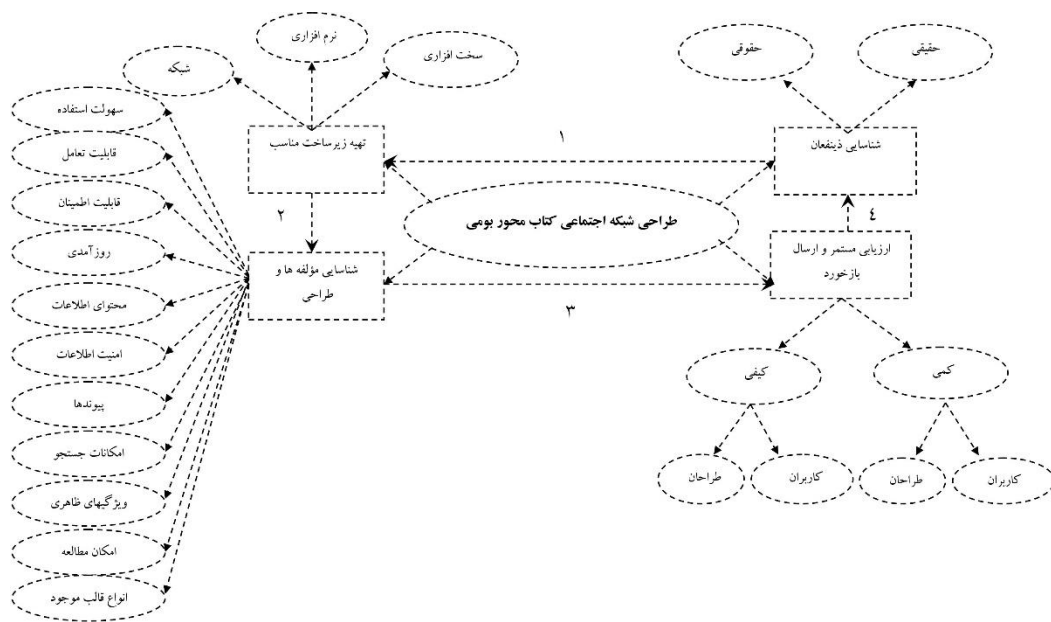 حقیقی
حقوقی
سخت افزاری
نرم افزاری
شبکه
شناسایی ذینفعان
۱
تهیه زیرساخت مناسب
۲
طراحی شبکه اجتماعی کتاب محور بومی
٤
ارزیابی مستمر و ارسال
بازخورد
۳
شناسایی مؤلفه ها و
طراحی
سهولت استفاده
قابلیت تعامل
قابلیت اطمینان
روزآمدی
محتوای اطلاعات
امنیت اطلاعات
پیوندها
امکانات جستجو
ویژگیهای ظاهری
امکان مطالعه
انواع قالب موجود
کمی
کیفی
کاربران
طراحان
کاربران
طراحان